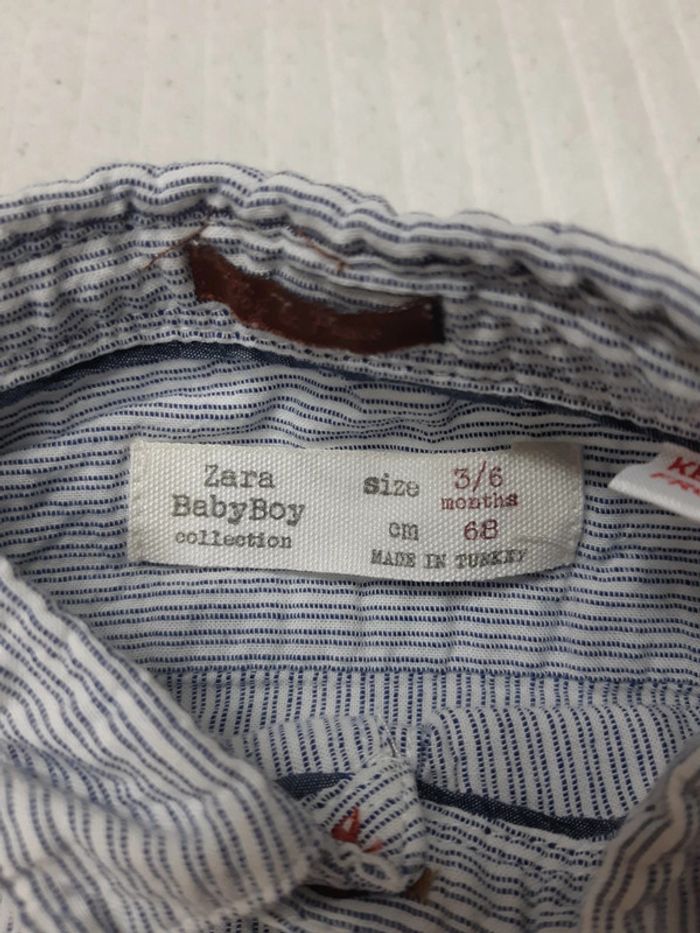 Zara
BabyBoy
collection
size 3/6
months
cm 68
MADE IN TURKEY